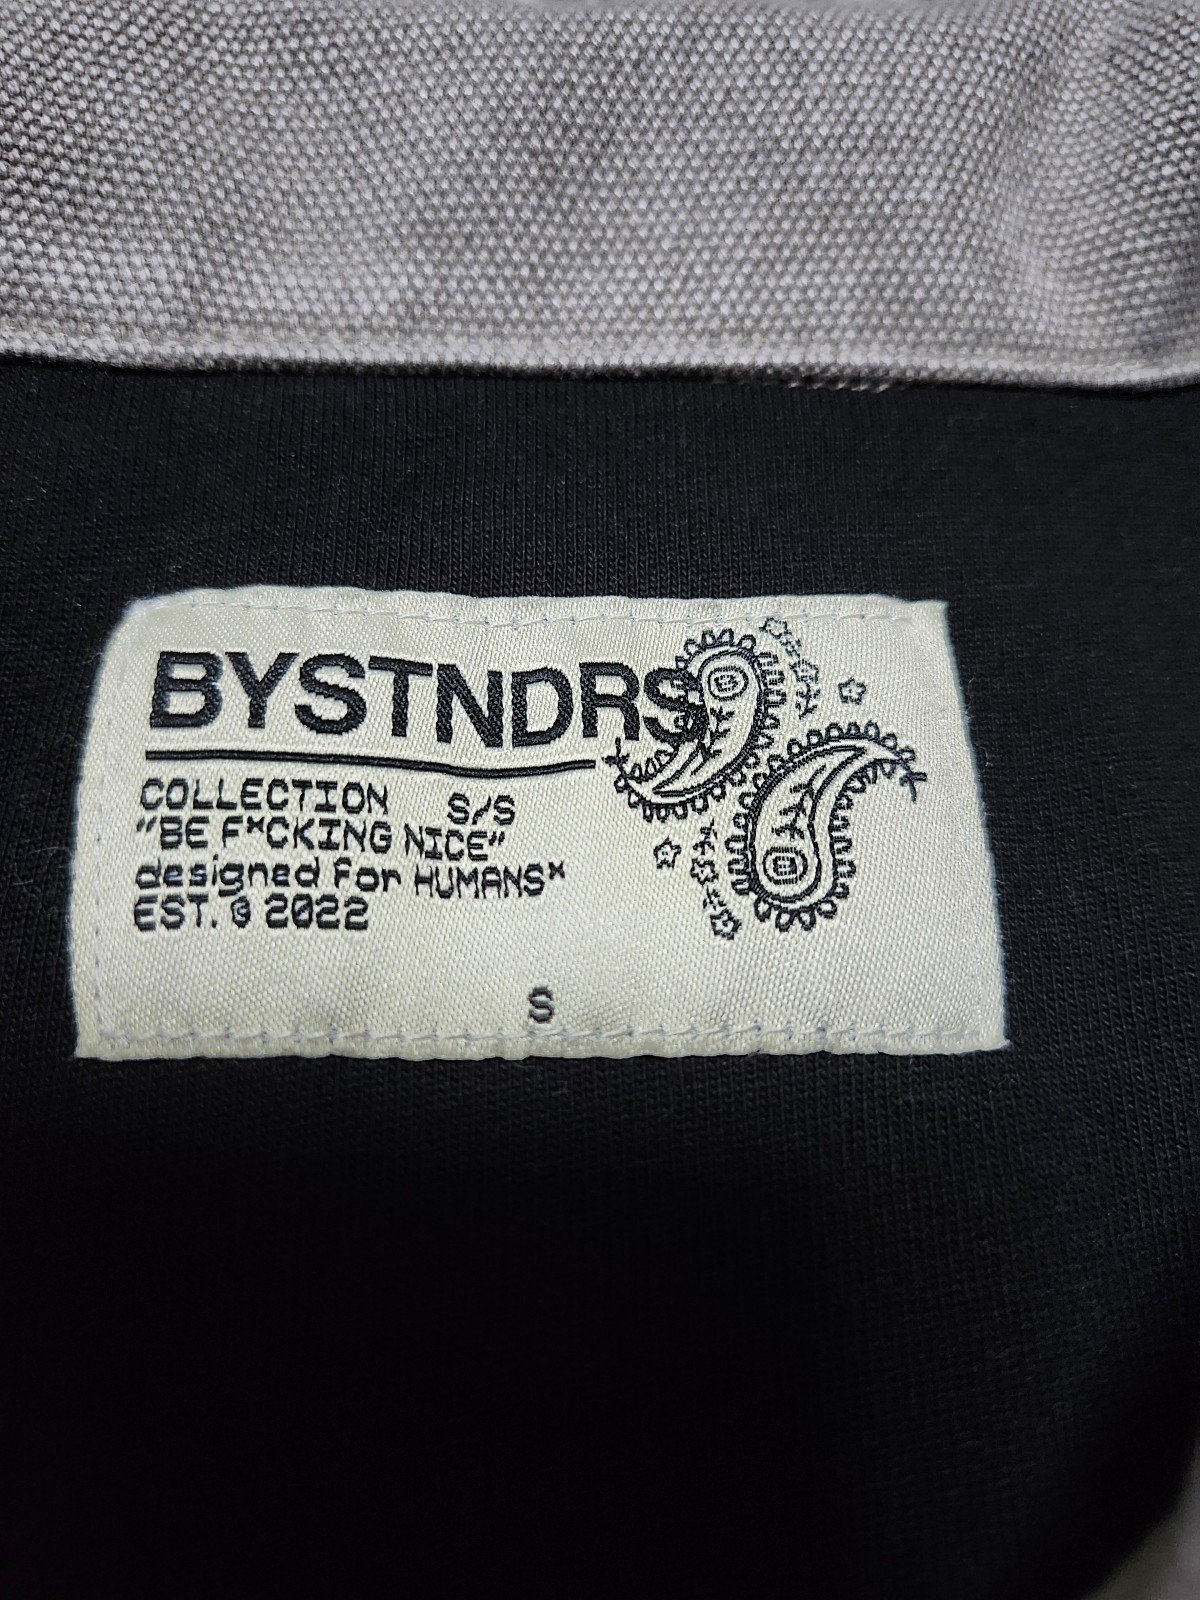 BYSTNDRS
COLLECTION S/S
"BE F*CKING NICE"
designed for HUMANS*
EST. © 2022
S